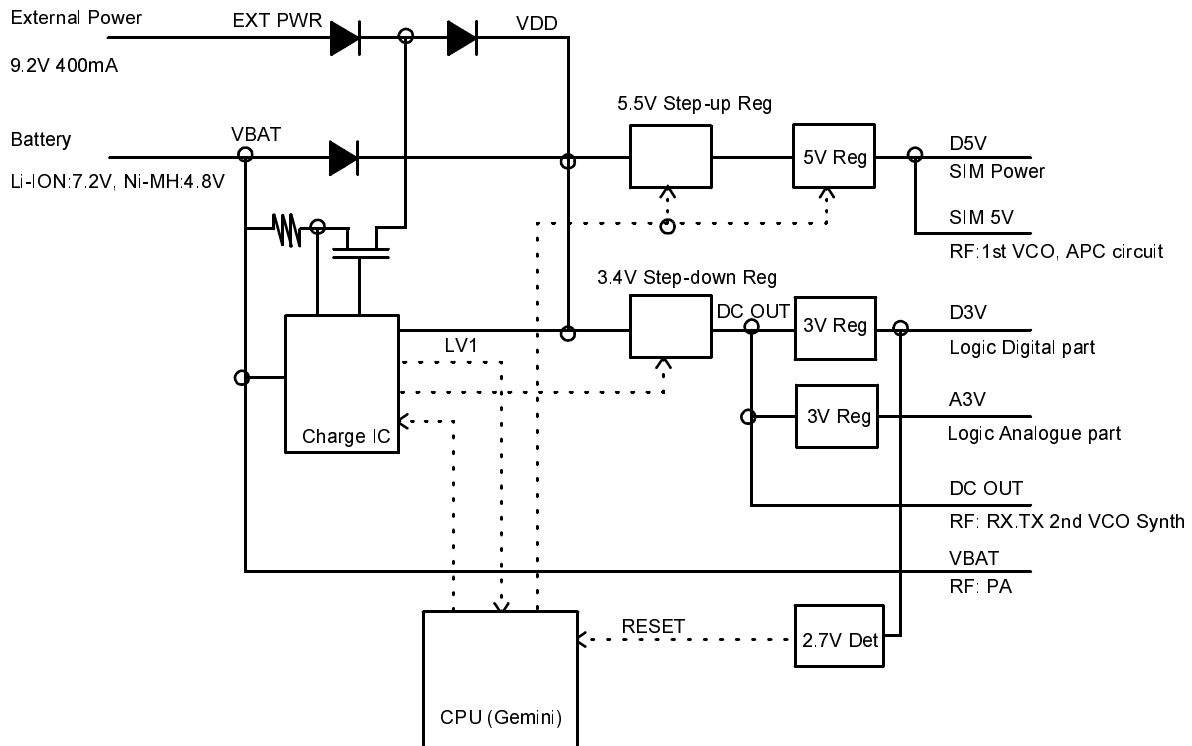 External Power
EXT PWR
VDD
9.2V 400mA
5.5V Step-up Reg
Battery
VBAT
Li-ION:7.2V, Ni-MH:4.8V
5V Reg
D5V
SIM Power
SIM 5V
RF:1st VCO, APC circuit
3.4V Step-down Reg
DC OUT
3V Reg
D3V
Logic Digital part
LV1
3V Reg
A3V
Logic Analogue part
Charge IC
DC OUT
RF: RX.TX 2nd VCO Synth
VBAT
RF: PA
RESET
2.7V Det
CPU (Gemini)